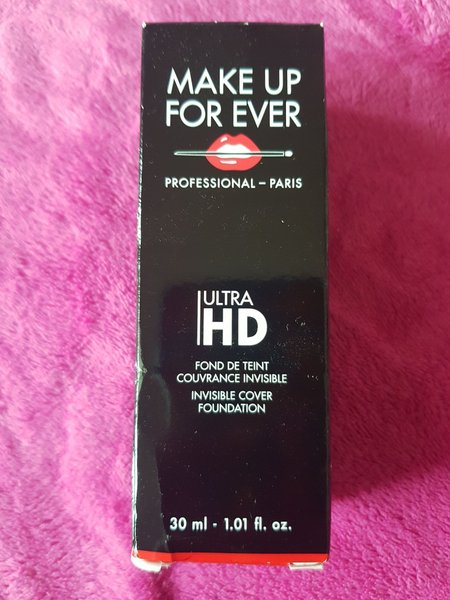 MAKE UP
FOR EVER
PROFESSIONAL – PARIS
ULTRA
HD
FOND DE TEINT
COUVRANCE INVISIBLE
INVISIBLE COVER
FOUNDATION
30 ml - 1.01 fl. oz.